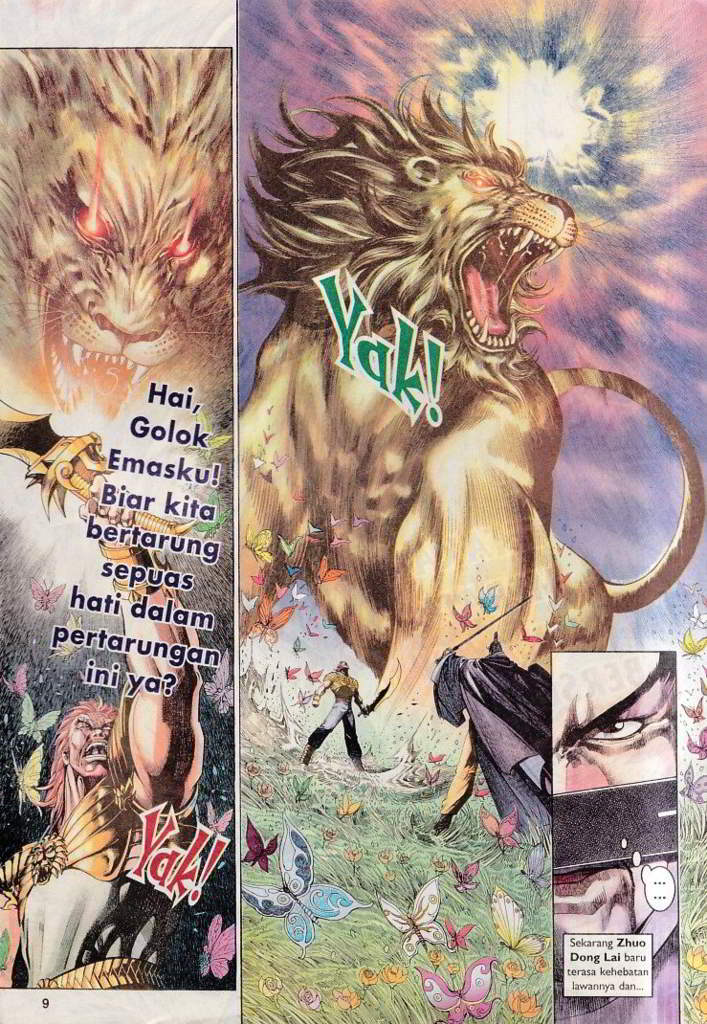 Hai,
Golok
Emasku!
Biar kita
bertarung
sepuas
hati dalam
pertarungan
ini ya?
Yak!
Yak!
...
...
Sekarang Zhuo
Dong Lai baru
terasa kehebatan
lawannya dan...
9